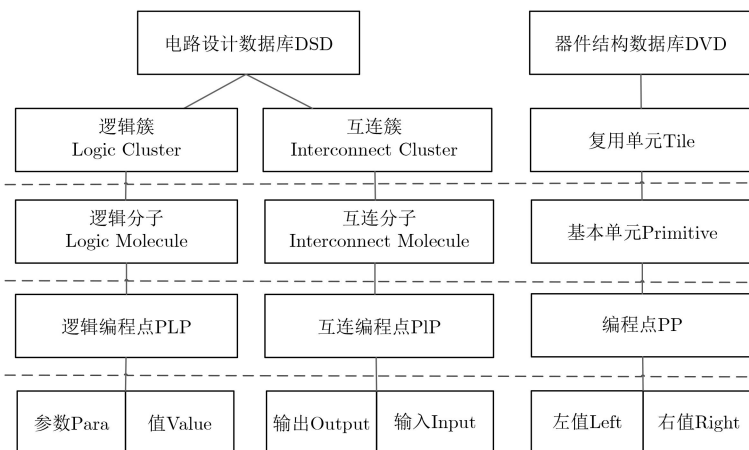 电路设计数据库DSD
器件结构数据库DVD
逻辑簇
Logic Cluster
互连簇
Interconnect Cluster
复用单元Tile
逻辑分子
Logic Molecule
互连分子
Interconnect Molecule
基本单元Primitive
逻辑编程点PLP
互连编程点PlP
编程点PP
参数Para
值Value
输出Output
输入Input
左值Left
右值Right